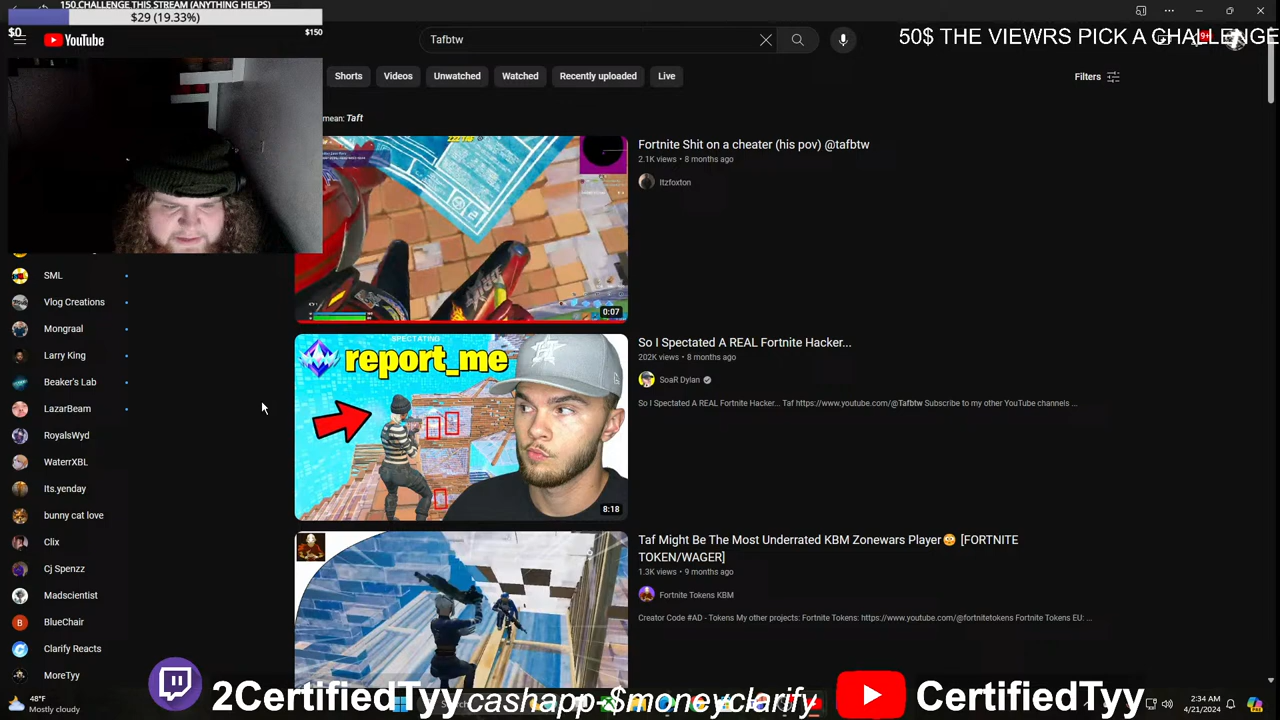 150 CHALLENGE THIS STREAM (ANYTHING HELPS)
$29 (19.33%)
$0
$150
YouTube
Tafbtw
50$ THE VIEWRS PICK A CHALLENGE
9+
Shorts
Videos
Unwatched
Watched
Recently uploaded
Live
Filters
mean: Taft
Fortnite Shit on a cheater (his pov) @tafbtw
2.1K views • 8 months ago
Itzfoxton
0:07
SML
Vlog Creations
Mongraal
Larry King
Beaker's Lab
LazarBeam
RoyalsWyd
WaterrXBL
Its.yenday
bunny cat love
Clix
Cj Spenzz
Madscientist
BlueChair
Clarify Reacts
MoreTyy
SPECTATING
report_me
8:18
So I Spectated A REAL Fortnite Hacker...
202K views • 8 months ago
SoaR Dylan
So I Spectated A REAL Fortnite Hacker... Taf https://www.youtube.com/@Tafbtw Subscribe to my other YouTube channels ...
Taf Might Be The Most Underrated KBM Zonewars Player😳 [FORTNITE
TOKEN/WAGER]
1.3K views • 9 months ago
Fortnite Tokens KBM
Creator Code #AD - Tokens My other projects: Fortnite Tokens: https://www.youtube.com/@fortnitetokens Fortnite Tokens EU: ...
2CertifiedTyy
cashapp-$moneyclarify
CertifiedTyy
48°F
Mostly cloudy
2:34 AM
4/21/2024